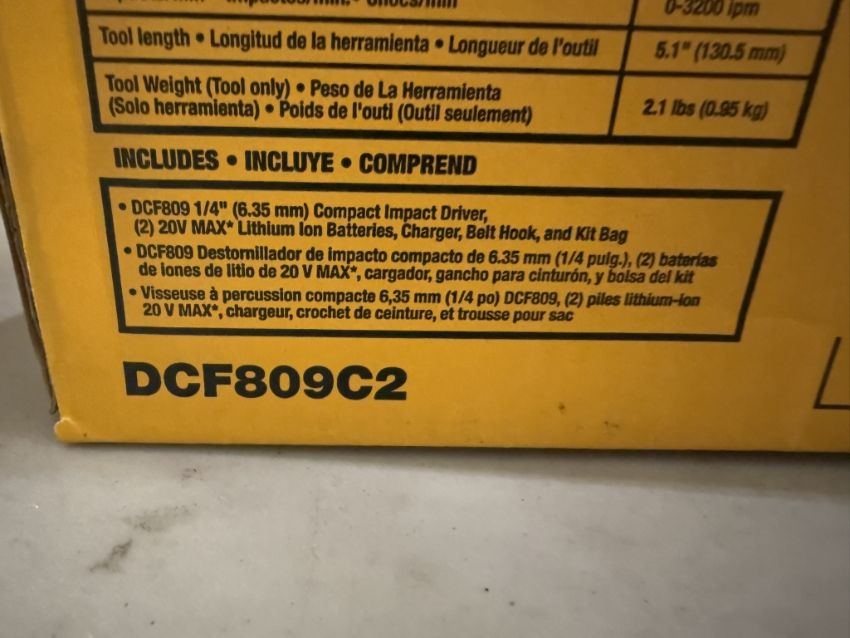 0-3200 ipm
Tool length • Longitud de la herramienta • Longueur de l'outil
5.1" (130.5 mm)
Tool Weight (Tool only) • Peso de La Herramienta
(Solo herramienta) • Poids de l'outi (Outil seulement)
2.1 lbs (0.95 kg)
INCLUDES • INCLUYE • COMPREND
• DCF809 1/4" (6.35 mm) Compact Impact Driver,
(2) 20V MAX* Lithium Ion Batteries, Charger, Belt Hook, and Kit Bag
• DCF809 Destornillador de impacto compacto de 6.35 mm (1/4 pulg.), (2) baterías
de iones de litio de 20 V MAX*, cargador, gancho para cinturón, y bolsa del kit
• Visseuse à percussion compacte 6,35 mm (1/4 po) DCF809, (2) piles lithium-ion
20 V MAX*, chargeur, crochet de ceinture, et trousse pour sac
DCF809C2